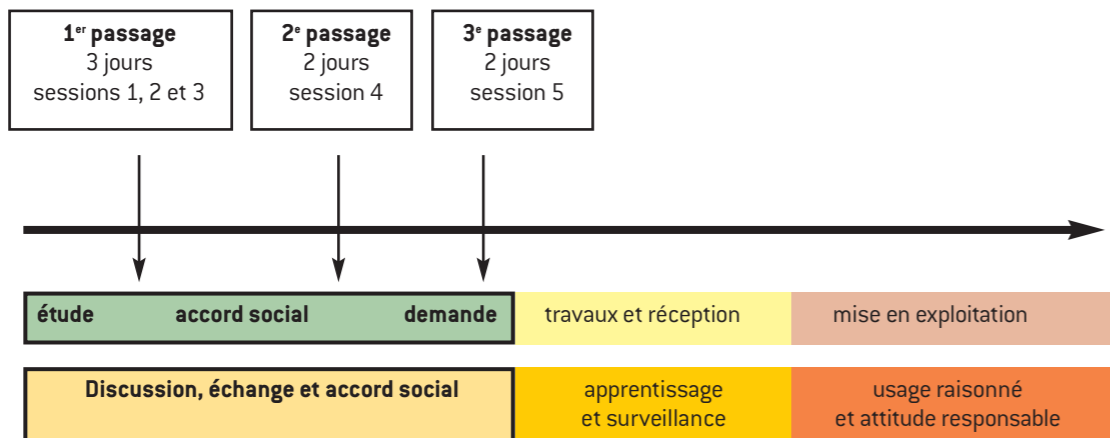 1er passage
3 jours
sessions 1, 2 et 3
2e passage
2 jours
session 4
3e passage
2 jours
session 5
étude accord social demande
travaux et réception
mise en exploitation
Discussion, échange et accord social
apprentissage
et surveillance
usage raisonné
et attitude responsable